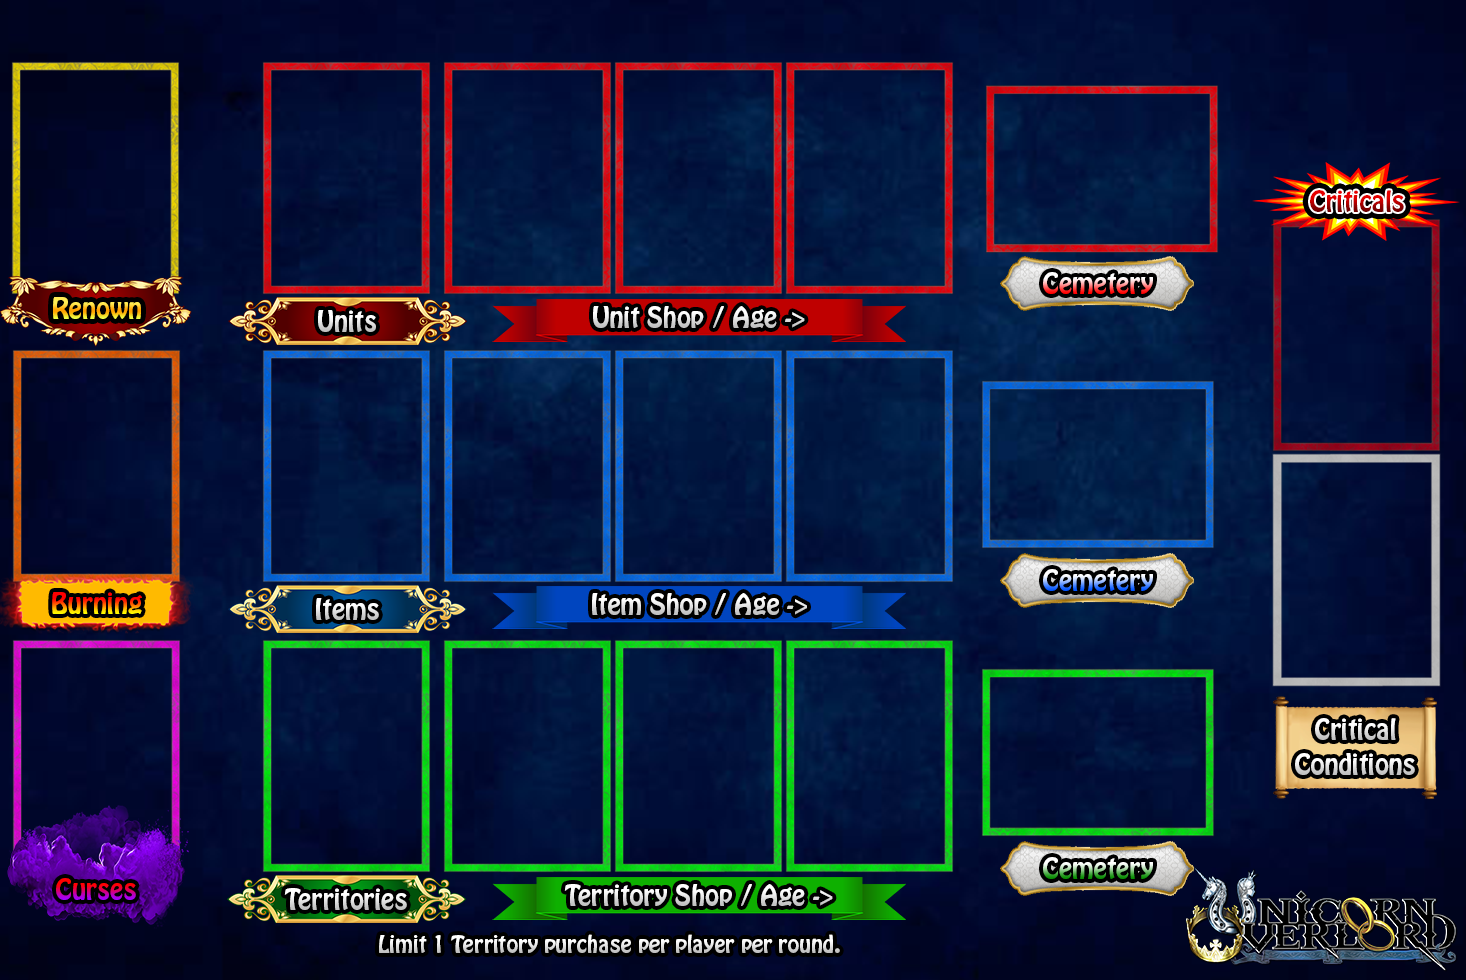 Criticals
Renown
Units
Unit Shop / Age ->
Cemetery
Burning
Items
Item Shop / Age ->
Cemetery
Critical
Conditions
Curses
Territories
Territory Shop / Age ->
Cemetery
Limit 1 Territory purchase per player per round.
UNICORN
OVERLORD